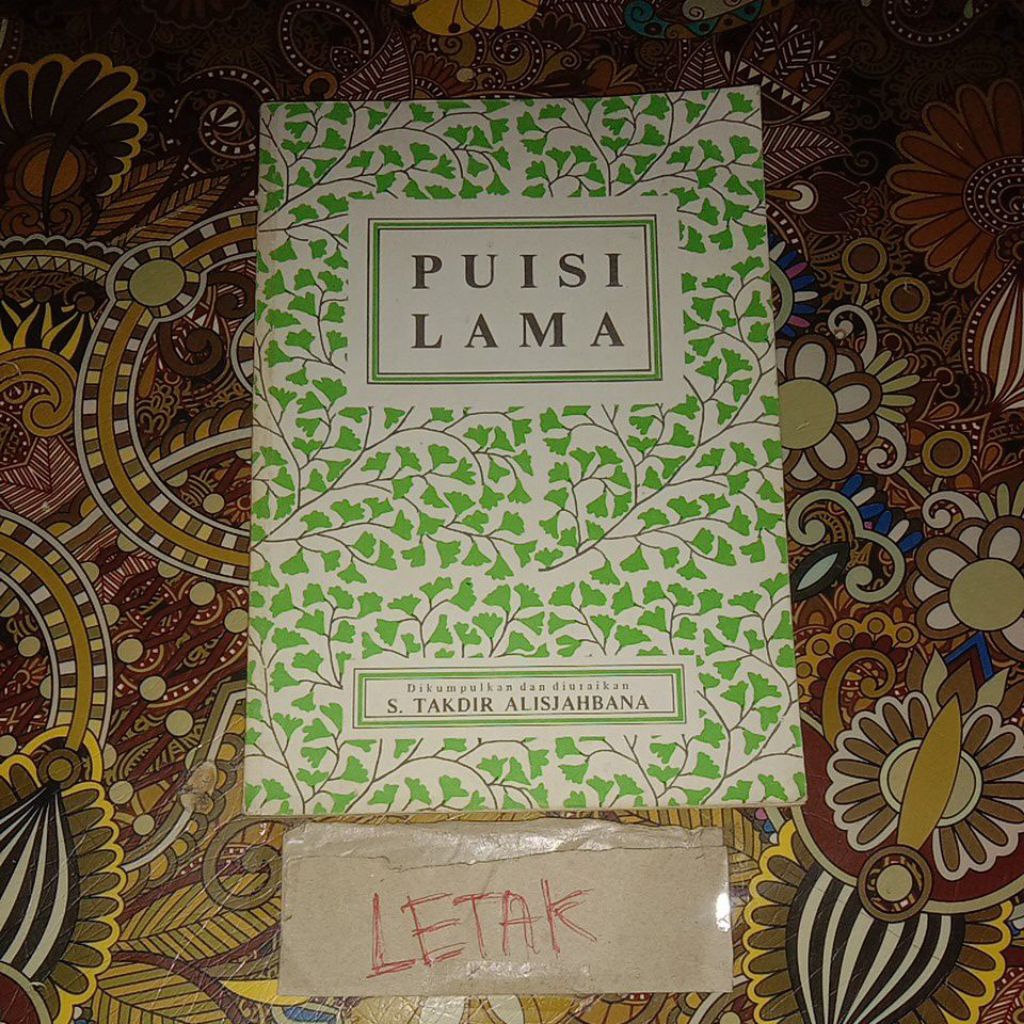 PUISI
LAMA
Dikumpulkan dan diuraikan
S. TAKDIR ALISJAHBANA
LETAK